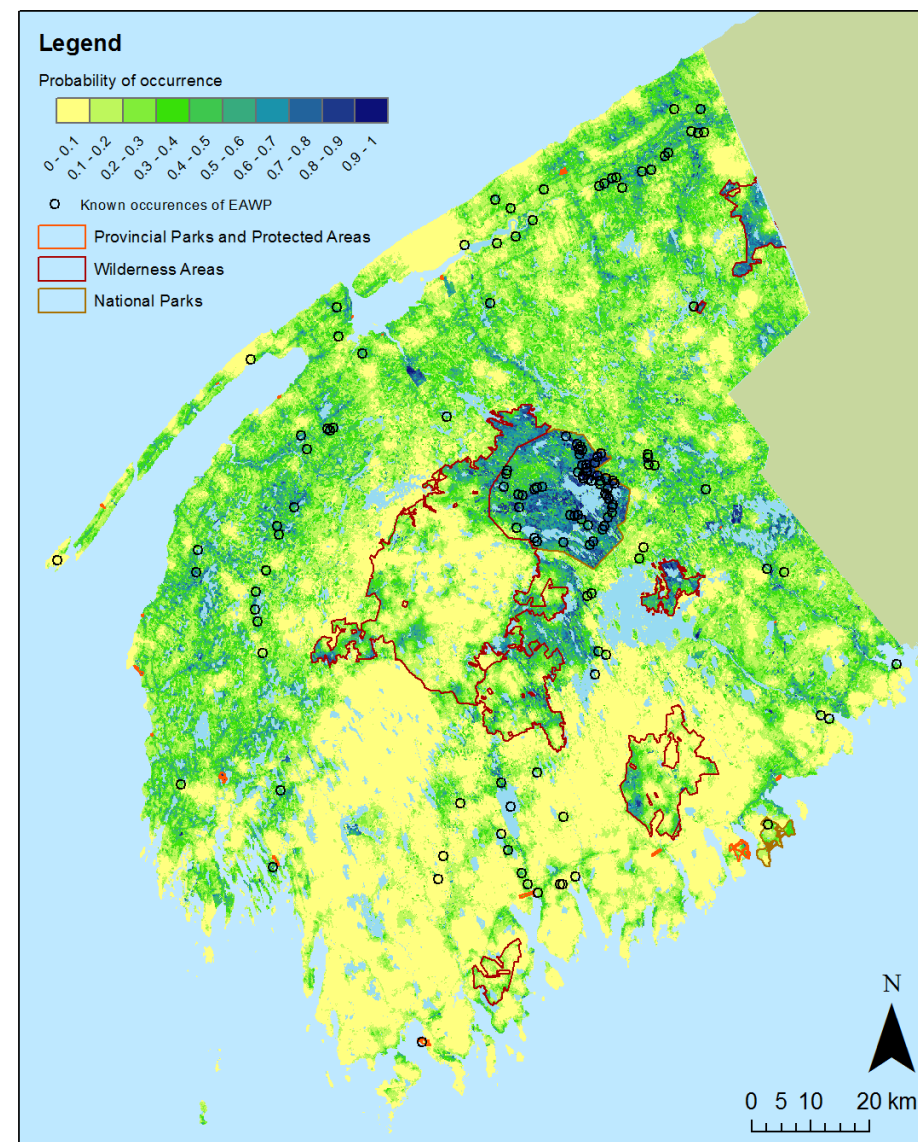 Legend
Probability of occurrence
0 - 0.1 0.1 - 0.2 0.2 - 0.3 0.3 - 0.4 0.4 - 0.5 0.5 - 0.6 0.6 - 0.7 0.7 - 0.8 0.8 - 0.9 0.9 - 1
Known occurences of EAWP
Provincial Parks and Protected Areas
Wilderness Areas
National Parks
N
0 5 10 20 km